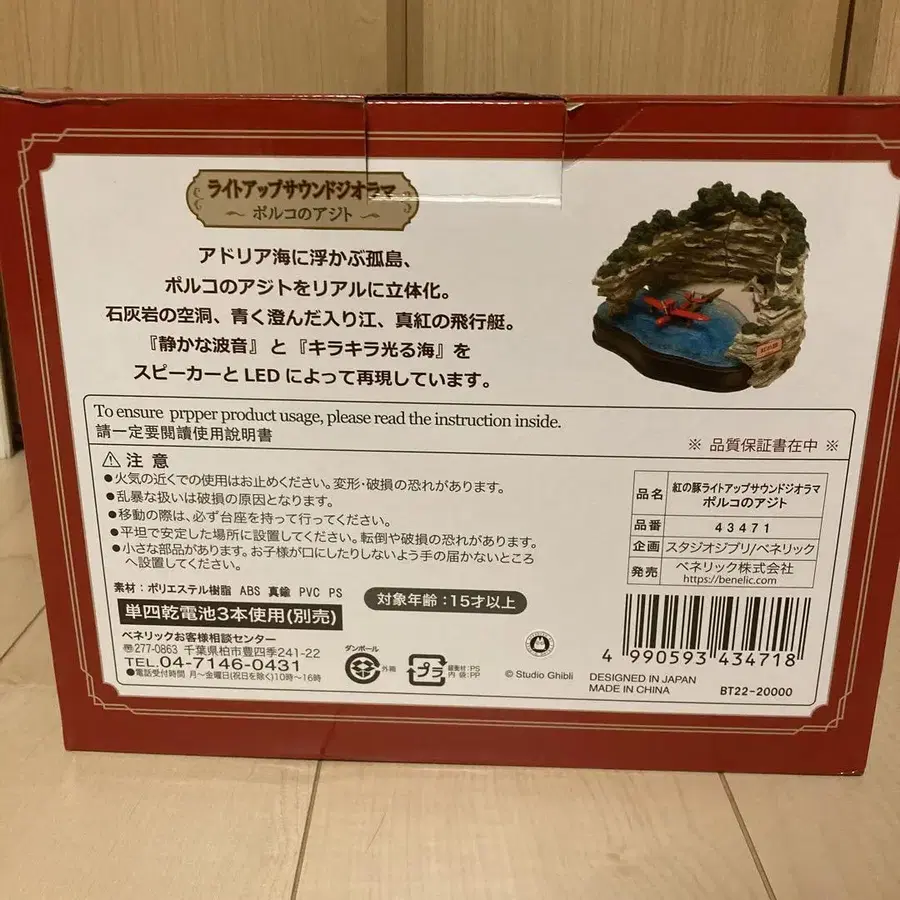 ライトアップサウンドジオラマ
～ ポルコのアジト ～
アドリア海に浮かぶ孤島、
ポルコのアジトをリアルに立体化。
石灰岩の空洞、青く澄んだ入り江、真紅の飛行艇。
『静かな波音』と『キラキラ光る海』を
スピーカーとLEDによって再現しています。
To ensure prpper product usage, please read the instruction inside.
請一定要閱讀使用說明書
※ 品質保証書在中 ※
⚠ 注意
●火気の近くでの使用はお止めください。変形・破損の恐れがあります。
●乱暴な扱いは破損の原因となります。
●移動の際は、必ず台座を持って行ってください。
●平坦で安定した場所に設置してください。転倒や破損の恐れがあります。
●小さな部品があります。お子様が口にしたりしないよう手の届かないところ
へ設置してください。
品名 紅の豚ライトアップサウンドジオラマ
ポルコのアジト
品番 43471
企画 スタジオジブリ/ベネリック
発売 ベネリック株式会社
https://benelic.com
素材：ポリエステル樹脂 ABS 真鍮 PVC PS
単四乾電池3本使用(別売)
対象年齢：15才以上
ベネリックお客様相談センター
〒277-0863 千葉県柏市豊四季241-22
TEL.04-7146-0431
●電話受付時間 月～金曜日(祝日を除く)10時～16時
ダンボール
外箱
プラ
緩衝材:PS
内袋:PP
© Studio Ghibli
4 990593 434718
DESIGNED IN JAPAN
MADE IN CHINA
BT22-20000